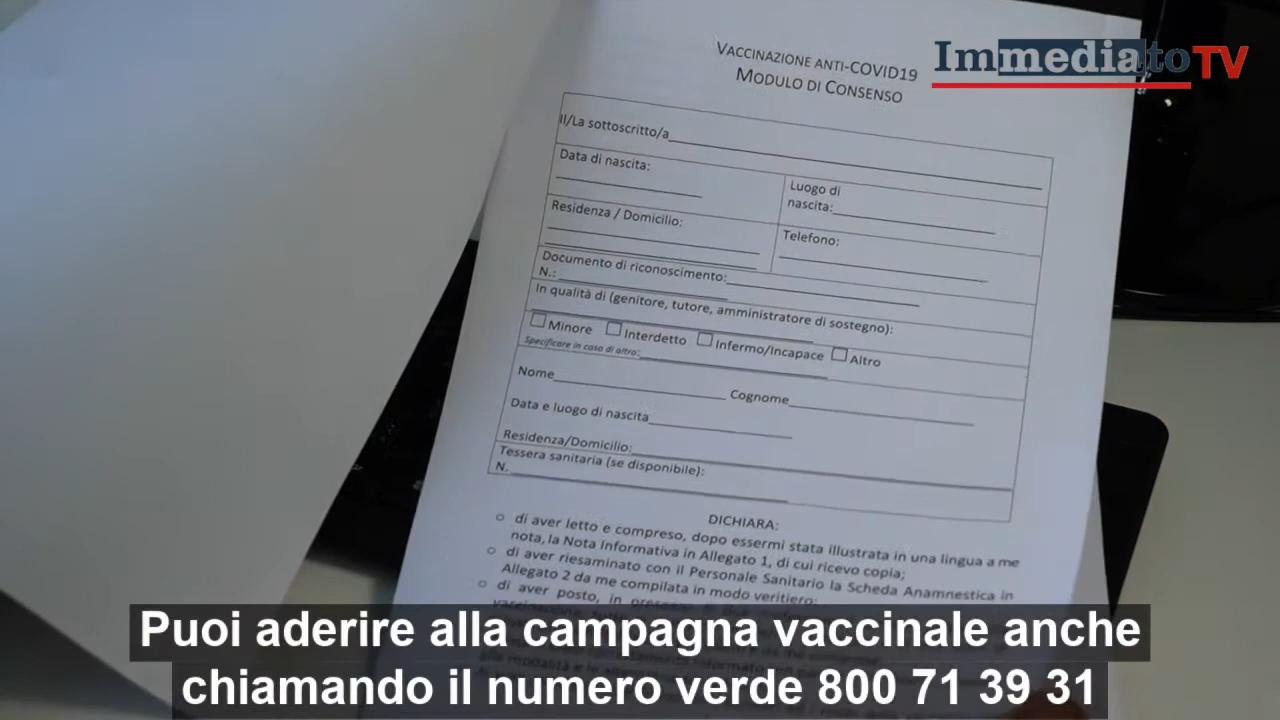 Immediato TV
VACCINAZIONE ANTI-COVID19
MODULO DI CONSENSO
Il/La sottoscritto/a
Data di nascita:
Luogo di
nascita:
Residenza / Domicilio:
Telefono:
Documento di riconoscimento:
N.:
In qualità di (genitore, tutore, amministratore di sostegno):
Minore Interdetto Infermo/Incapace Altro
Specificare in caso di altro:
Nome Cognome
Data e luogo di nascita
Residenza/Domicilio:
Tessera sanitaria (se disponibile):
N.
DICHIARA:
di aver letto e compreso, dopo essermi stata illustrata in una lingua a me
nota, la Nota Informativa in Allegato 1, di cui ricevo copia;
di aver riesaminato con il Personale Sanitario la Scheda Anamnestica in
Allegato 2 da me compilata in modo veritiero;
di aver posto, in
Puoi aderire alla campagna vaccinale anche
chiamando il numero verde 800 71 39 31